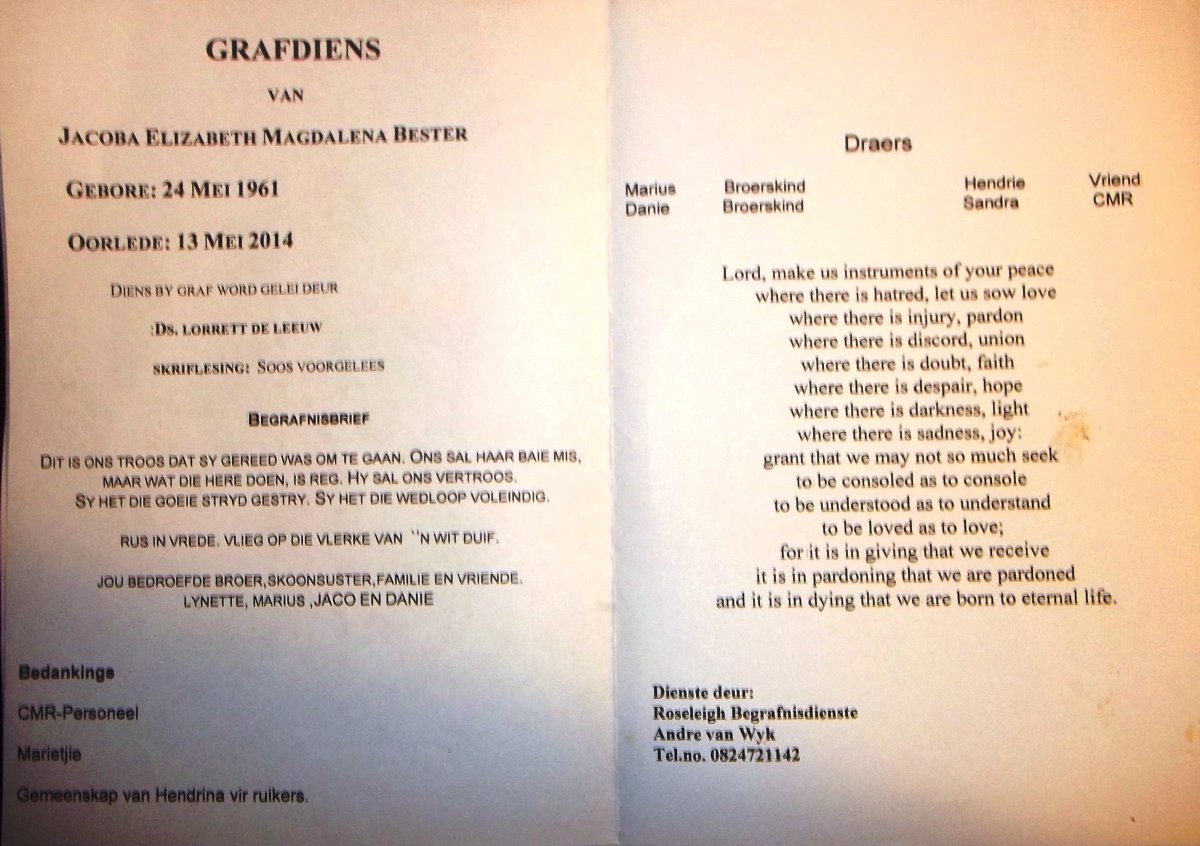 GRAFDIENS
VAN
JACOBA ELIZABETH MAGDALENA BESTER
GEBORE: 24 MEI 1961
OORLEDE: 13 MEI 2014
DIENS BY GRAF WORD GELEI DEUR
:DS. LORRETT DE LEEUW
SKRIFLESING: SOOS VOORGELEES
BEGRAFNISBRIEF
DIT IS ONS TROOS DAT SY GEREED WAS OM TE GAAN. ONS SAL HAAR BAIE MIS,
MAAR WAT DIE HERE DOEN, IS REG. HY SAL ONS VERTROOS.
SY HET DIE GOEIE STRYD GESTRY. SY HET DIE WEDLOOP VOLEINDIG.
RUS IN VREDE. VLIEG OP DIE VLERKE VAN ``N WIT DUIF.
JOU BEDROEFDE BROER,SKOONSUSTER,FAMILIE EN VRIENDE.
LYNETTE, MARIUS ,JACO EN DANIE
Bedankings
CMR-Personeel
Marietjie
Gemeenskap van Hendrina vir ruikers.
Draers
Marius Broerskind Hendrie Vriend
Danie Broerskind Sandra CMR
Lord, make us instruments of your peace
where there is hatred, let us sow love
where there is injury, pardon
where there is discord, union
where there is doubt, faith
where there is despair, hope
where there is darkness, light
where there is sadness, joy:
grant that we may not so much seek
to be consoled as to console
to be understood as to understand
to be loved as to love;
for it is in giving that we receive
it is in pardoning that we are pardoned
and it is in dying that we are born to eternal life.
Dienste deur:
Roseleigh Begrafnisdienste
Andre van Wyk
Tel.no. 0824721142